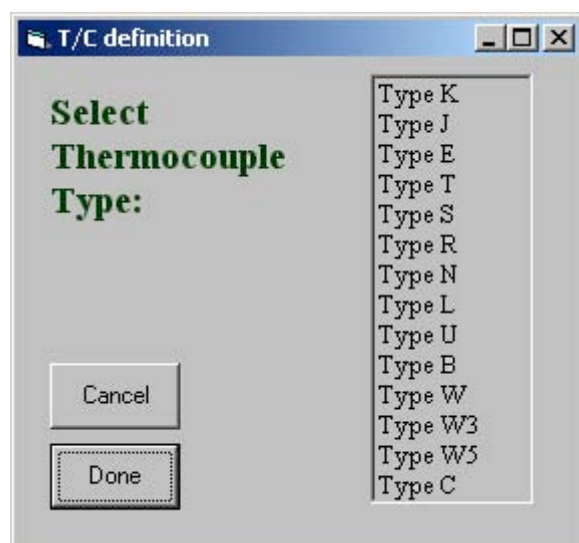 T/C definition
Select
Thermocouple
Type:
Type K
Type J
Type E
Type T
Type S
Type R
Type N
Type L
Type U
Type B
Type W
Type W3
Type W5
Type C
Cancel
Done